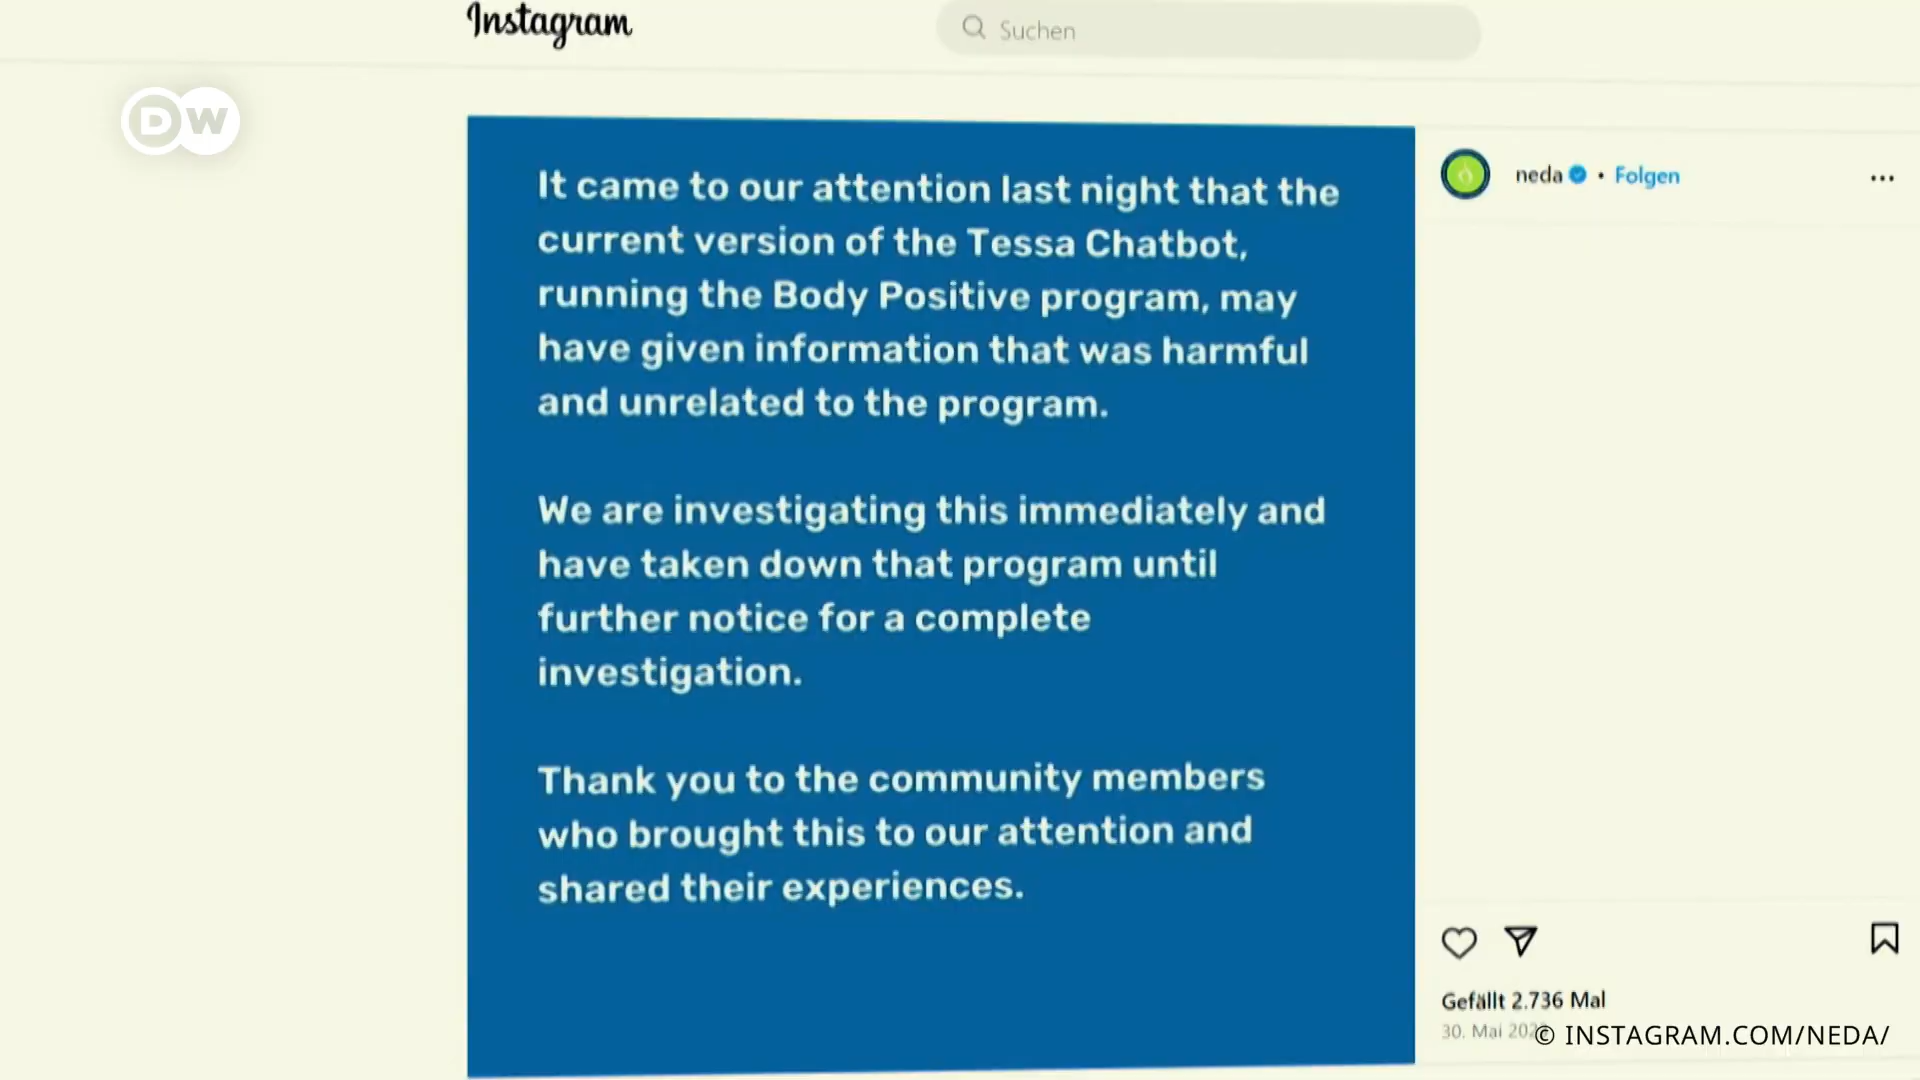 Instagram
Suchen
DW
It came to our attention last night that the
current version of the Tessa Chatbot,
running the Body Positive program, may
have given information that was harmful
and unrelated to the program.
We are investigating this immediately and
have taken down that program until
further notice for a complete
investigation.
Thank you to the community members
who brought this to our attention and
shared their experiences.
neda • Folgen
Gefällt 2.736 Mal
30. Mai
© INSTAGRAM.COM/NEDA/